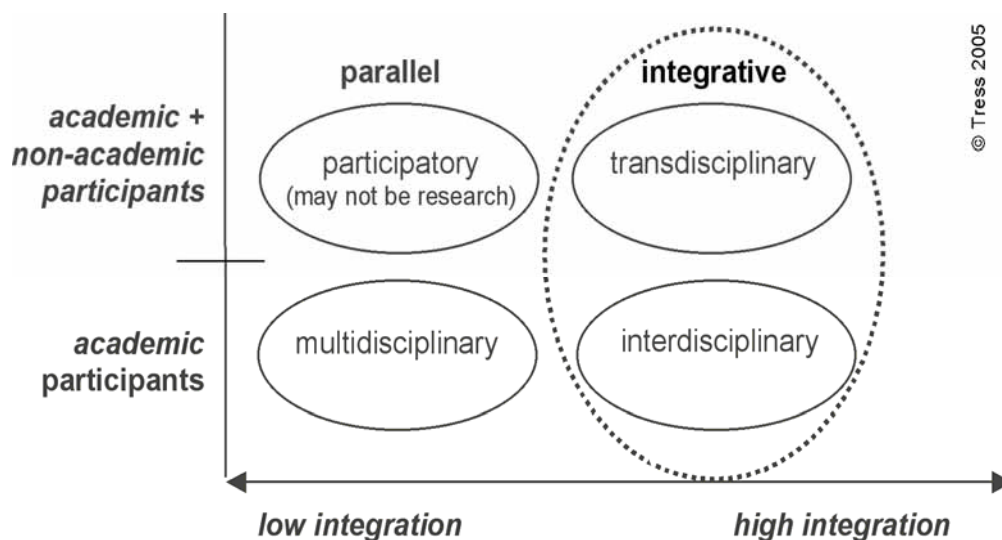 parallel
integrative
academic +
non-academic
participants
participatory
(may not be research)
transdisciplinary
academic
participants
multidisciplinary
interdisciplinary
low integration
high integration
© Tress 2005